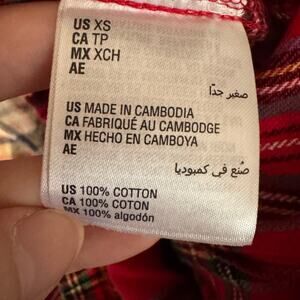 US XS
CA TP
MX XCH
AE
صغير جدًا
US MADE IN CAMBODIA
CA FABRIQUÉ AU CAMBODGE
MX HECHO EN CAMBOYA
AE
صُنع في كمبوديا
US 100% COTTON
CA 100% COTON
MX 100% algodón